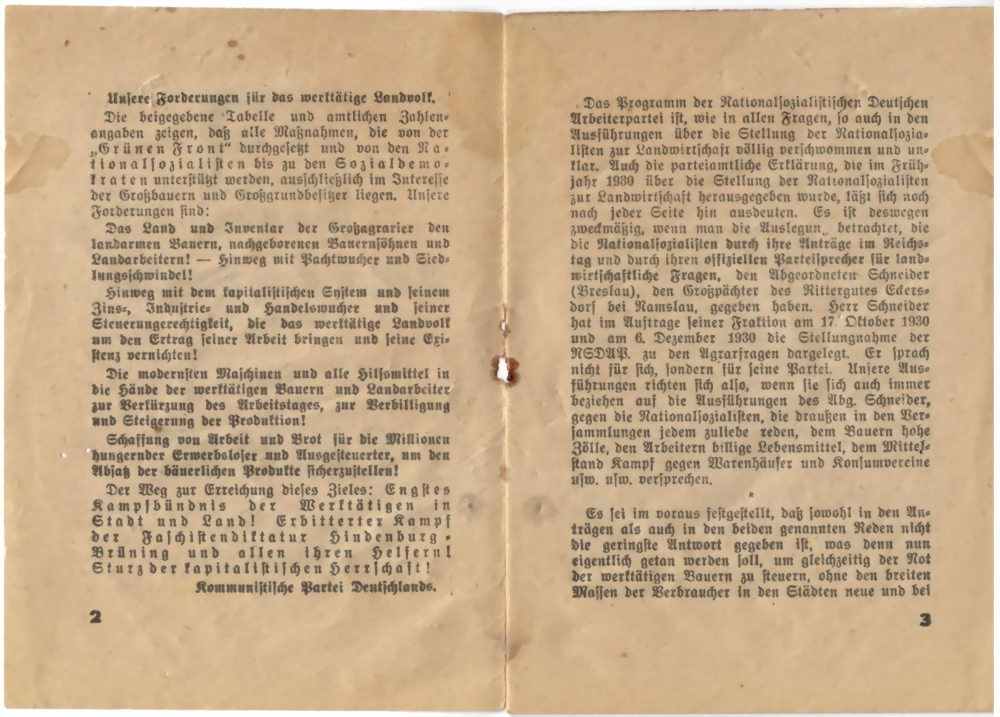 Unsere Forderungen für das werktätige Landvolk.
Die beigegebene Tabelle und amtlichen Zahlen-
angaben zeigen, daß alle Maßnahmen, die von der
„Grünen Front“ durchgesetzt und von den Na-
tionalsozialisten bis zu den Sozialdemo-
kraten unterstützt werden, ausschließlich im Interesse
der Großbauern und Großgrundbesitzer liegen. Unsere
Forderungen sind:
Das Land und Inventar der Großagrarier den
landarmen Bauern, nachgeborenen Bauernsöhnen und
Landarbeitern! — Hinweg mit Pachtwucher und Sied-
lungsschwindel!
Hinweg mit dem kapitalistischen System und seinem
Zins-, Industrie- und Handelswucher und seiner
Steuerungerechtigkeit, die das werktätige Landvolk
um den Ertrag seiner Arbeit bringen und seine Exi-
stenz vernichten!
Die modernsten Maschinen und alle Hilfsmittel in
die Hände der werktätigen Bauern und Landarbeiter
zur Verkürzung des Arbeitstages, zur Verbilligung
und Steigerung der Produktion!
Schaffung von Arbeit und Brot für die Millionen
hungernder Erwerbsloser und Ausgesteuerter, um den
Absatz der bäuerlichen Produkte sicherzustellen!
Der Weg zur Erreichung dieses Zieles: Engstes
Kampfbündnis der Werktätigen in
Stadt und Land! Erbitterter Kampf
der Faschistendiktatur Hindenburg-
Brüning und allen ihren Helfern!
Sturz der kapitalistischen Herrschaft!
Kommunistische Partei Deutschlands.
2
Das Programm der Nationalsozialistischen Deutschen
Arbeiterpartei ist, wie in allen Fragen, so auch in den
Ausführungen über die Stellung der Nationalsozia-
listen zur Landwirtschaft völlig verschwommen und un-
klar. Auch die parteiamtliche Erklärung, die im Früh-
jahr 1930 über die Stellung der Nationalsozialisten
zur Landwirtschaft herausgegeben wurde, läßt sich noch
nach jeder Seite hin ausdeuten. Es ist deswegen
zweckmäßig, wenn man die Auslegun betrachtet, die
die Nationalsozialisten durch ihre Anträge im Reichs-
tag und durch ihren offiziellen Parteisprecher für land-
wirtschaftliche Fragen, den Abgeordneten Schneider
(Breslau), den Großpächter des Rittergutes Eckers-
dorf bei Namslau, gegeben haben. Herr Schneider
hat im Auftrage seiner Fraktion am 17. Oktober 1930
und am 6. Dezember 1930 die Stellungnahme der
NSDAP. zu den Agrarfragen dargelegt. Er sprach
nicht für sich, sondern für seine Partei. Unsere Aus-
führungen richten sich also, wenn sie sich auch immer
beziehen auf die Ausführungen des Abg. Schneider,
gegen die Nationalsozialisten, die draußen in den Ver-
sammlungen jedem zuliebe reden, dem Bauern hohe
Zölle, den Arbeitern billige Lebensmittel, dem Mittel-
stand Kampf gegen Warenhäuser und Konsumvereine
usw. usw. versprechen.
*
Es sei im voraus festgestellt, daß sowohl in den An-
trägen als auch in den beiden genannten Reden nicht
die geringste Antwort gegeben ist, was denn nun
eigentlich getan werden soll, um gleichzeitig der Not
der werktätigen Bauern zu steuern, ohne den breiten
Massen der Verbraucher in den Städten neue und bei
3